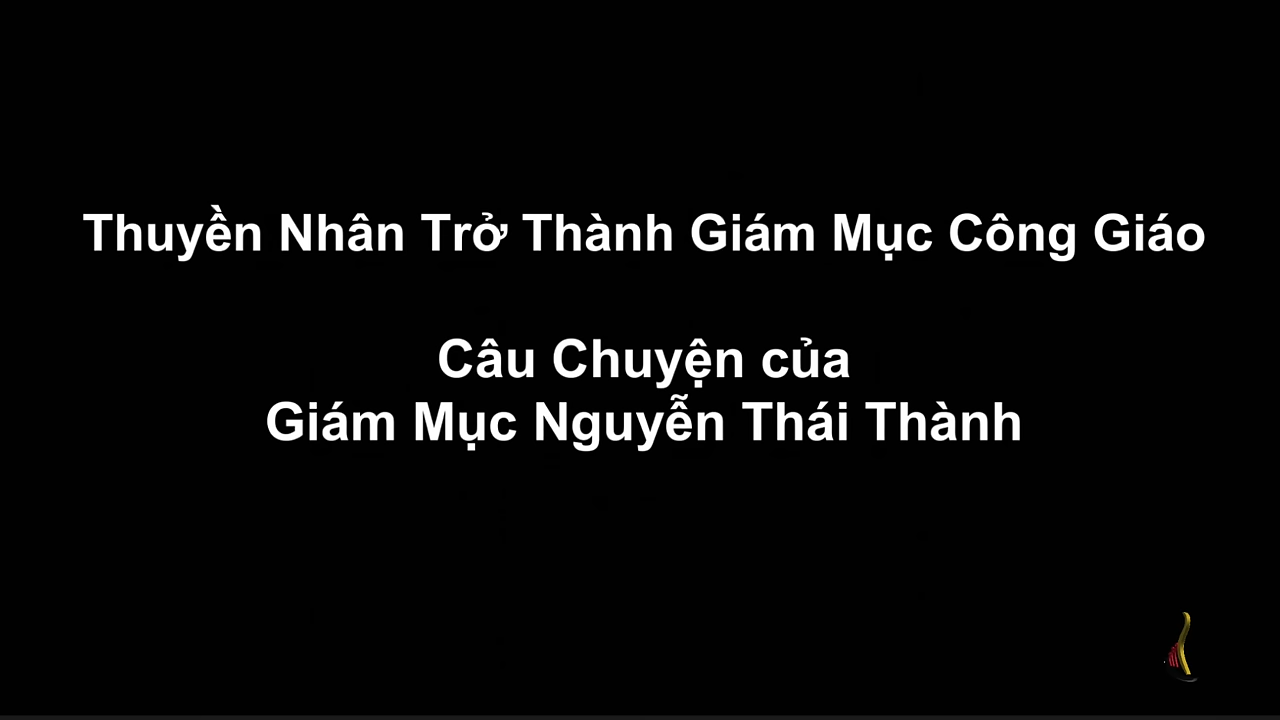 Thuyền Nhân Trở Thành Giám Mục Công Giáo
Câu Chuyện của
Giám Mục Nguyễn Thái Thành